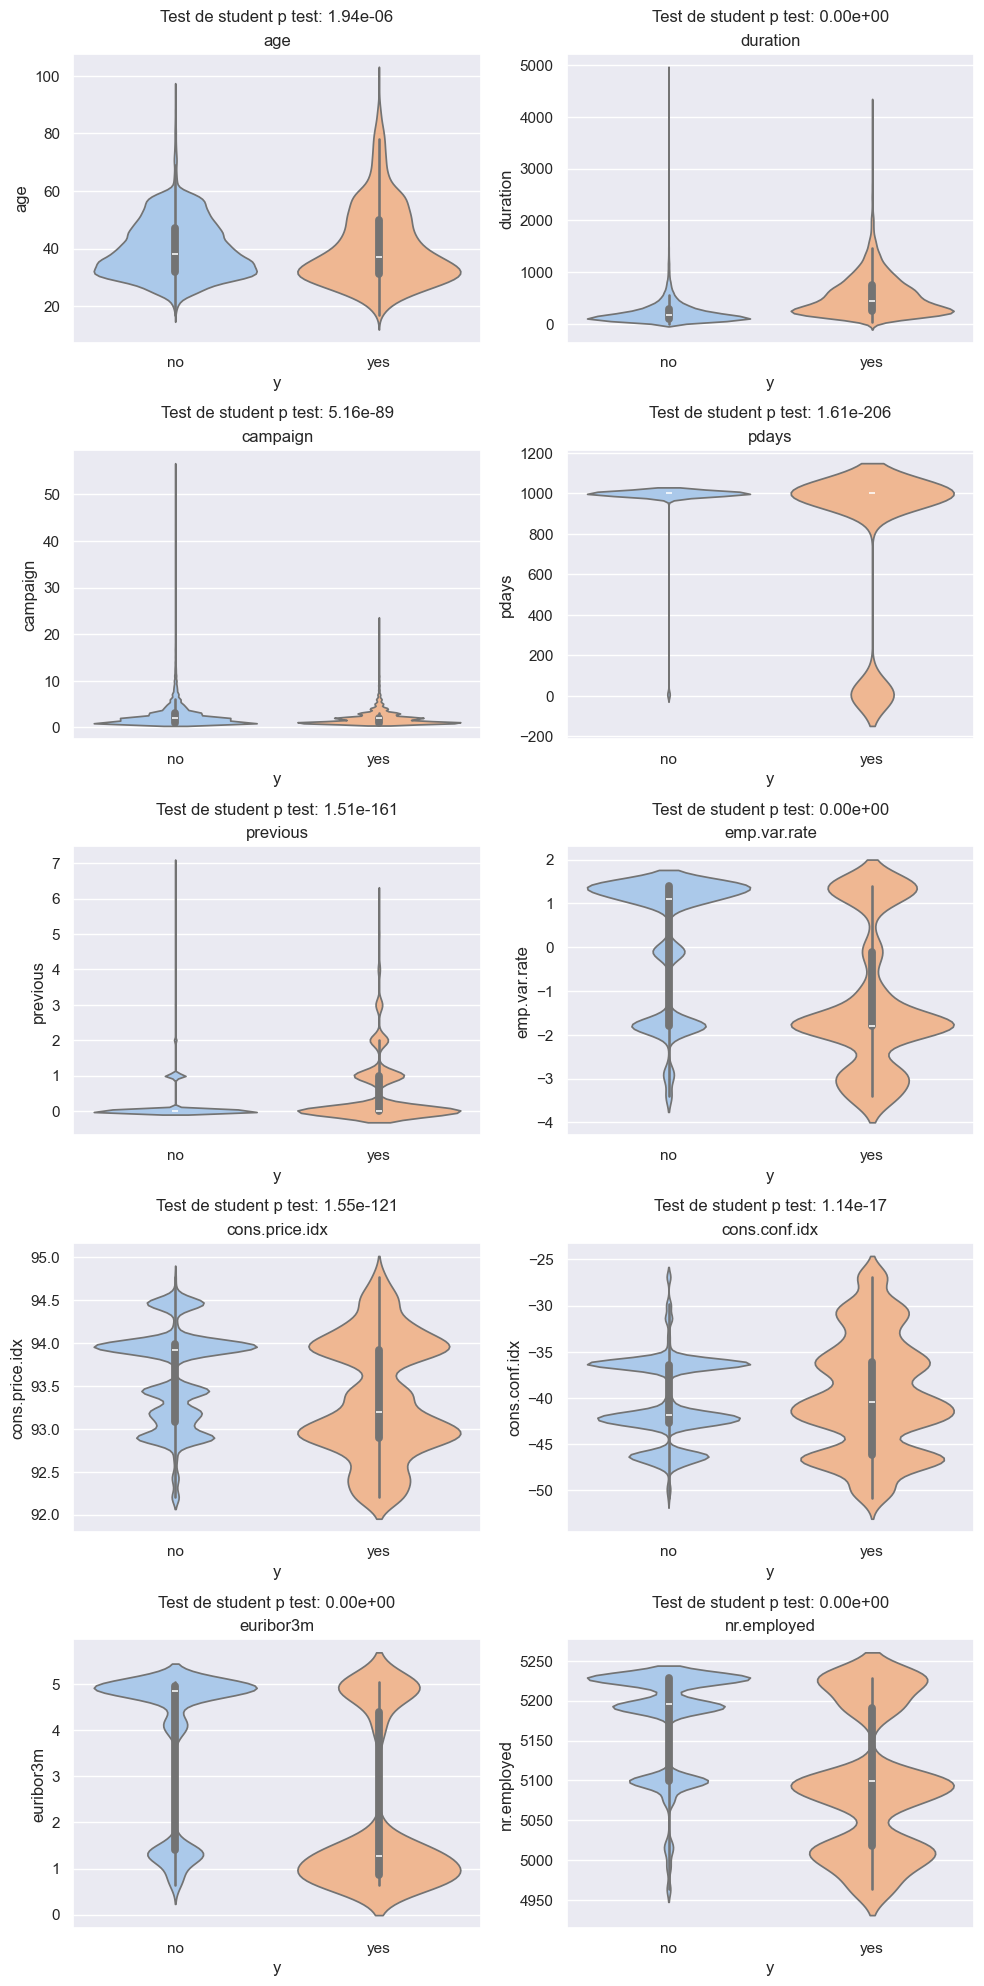 Test de student p test: 1.94e-06
age
100
80
60
40
20
age
no
yes
y
Test de student p test: 0.00e+00
duration
5000
4000
3000
2000
1000
0
duration
no
yes
y
Test de student p test: 5.16e-89
campaign
50
40
30
20
10
0
campaign
no
yes
y
Test de student p test: 1.61e-206
pdays
1200
1000
800
600
400
200
0
−200
pdays
no
yes
y
Test de student p test: 1.51e-161
previous
7
6
5
4
3
2
1
0
previous
no
yes
y
Test de student p test: 0.00e+00
emp.var.rate
2
1
0
−1
−2
−3
−4
emp.var.rate
no
yes
y
Test de student p test: 1.55e-121
cons.price.idx
95.0
94.5
94.0
93.5
93.0
92.5
92.0
cons.price.idx
no
yes
y
Test de student p test: 1.14e-17
cons.conf.idx
−25
−30
−35
−40
−45
−50
cons.conf.idx
no
yes
y
Test de student p test: 0.00e+00
euribor3m
5
4
3
2
1
0
euribor3m
no
yes
y
Test de student p test: 0.00e+00
nr.employed
5250
5200
5150
5100
5050
5000
4950
nr.employed
no
yes
y